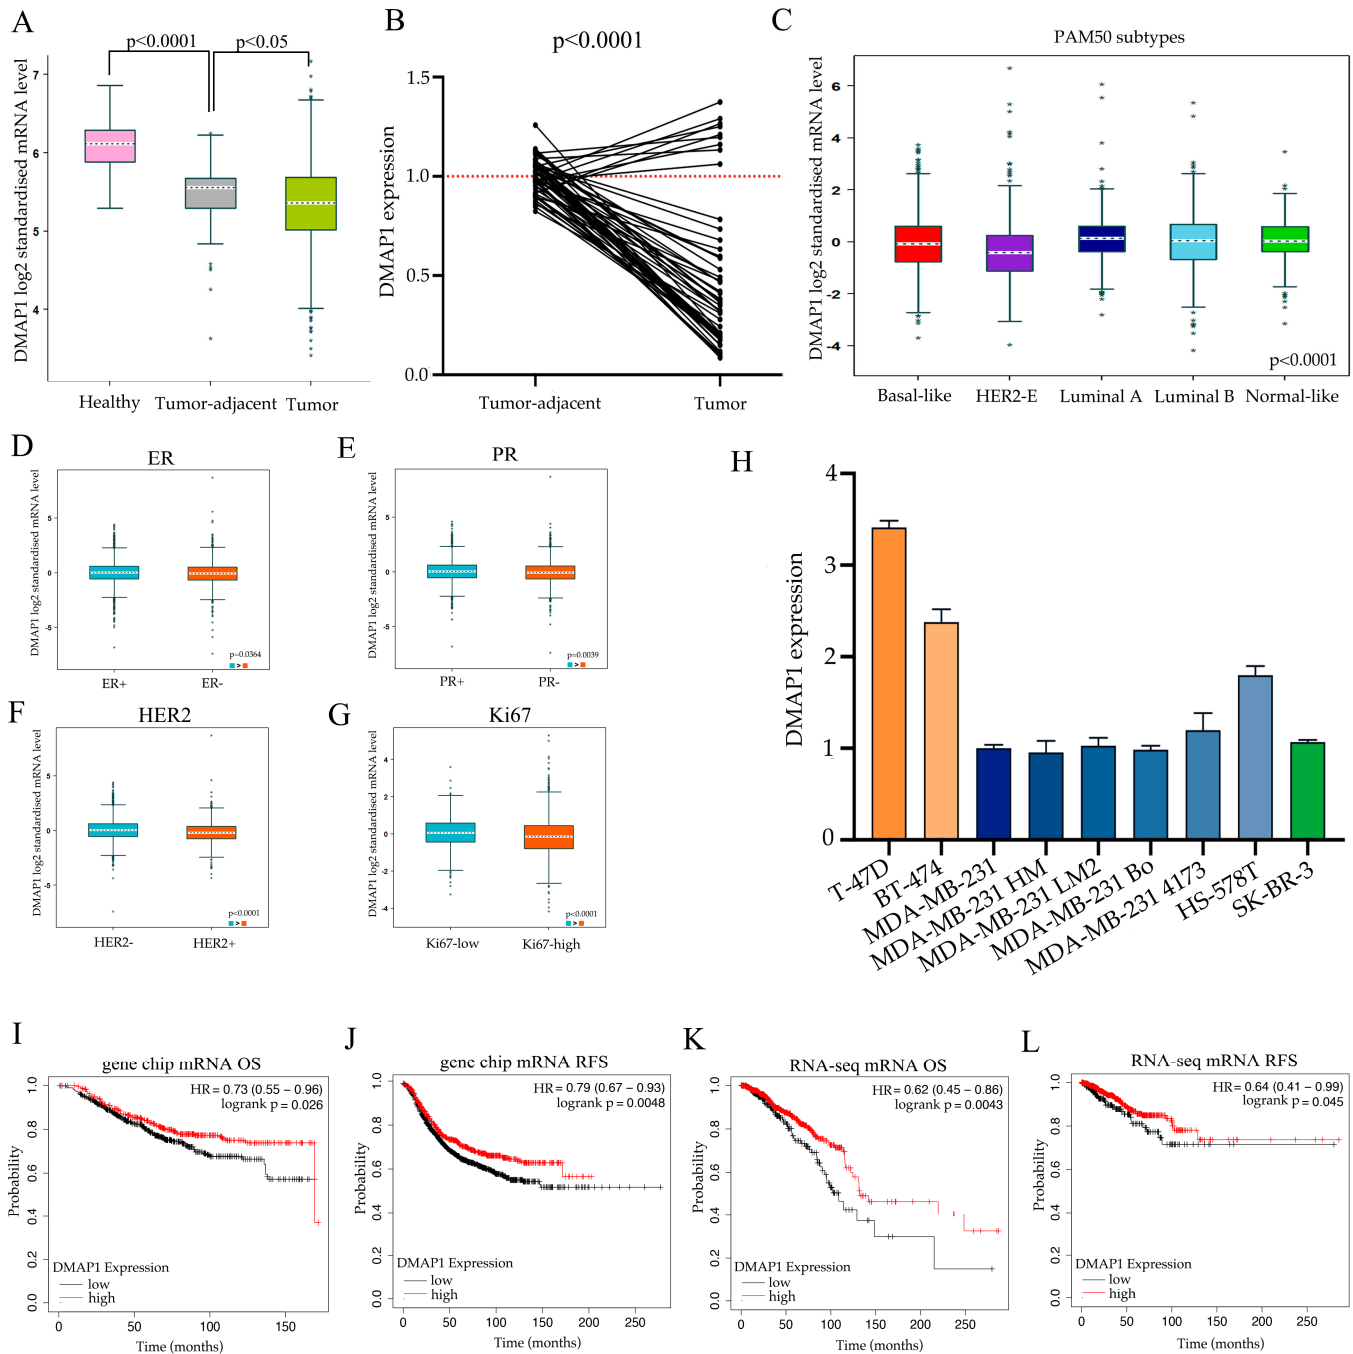 A
p<0.0001
p<0.05
DMAP1 log2 standardised mRNA level
7
6
5
4
Healthy
Tumor-adjacent
Tumor
B
p<0.0001
DMAP1 expression
1.5
1.0
0.5
0.0
Tumor-adjacent
Tumor
C
PAM50 subtypes
DMAP1 log2 standardised mRNA level
6
4
2
0
-2
-4
p<0.0001
Basal-like
HER2-E
Luminal A
Luminal B
Normal-like
D
ER
DMAP1 log2 standardised mRNA level
5
0
-5
p=0.0364
>
ER+
ER-
E
PR
DMAP1 log2 standardised mRNA level
5
0
-5
p=0.0039
>
PR+
PR-
F
HER2
DMAP1 log2 standardised mRNA level
5
0
-5
p<0.0001
>
HER2-
HER2+
G
Ki67
DMAP1 log2 standardised mRNA level
4
2
0
-2
-4
p<0.0001
>
Ki67-low
Ki67-high
H
DMAP1 expression
4
3
2
1
0
T-47D
BT-474
MDA-MB-231
MDA-MB-231 HM
MDA-MB-231 LM2
MDA-MB-231 Bo
MDA-MB-231 4173
HS-578T
SK-BR-3
I
gene chip mRNA OS
HR = 0.73 (0.55 – 0.96)
logrank p = 0.026
Probability
1.0
0.8
0.6
0.4
0.2
0.0
DMAP1 Expression
low
high
0
50
100
150
Time (months)
J
gene chip mRNA RFS
HR = 0.79 (0.67 – 0.93)
logrank p = 0.0048
Probability
1.0
0.8
0.6
0.4
0.2
0.0
DMAP1 Expression
low
high
0
50
100
150
200
250
Time (months)
K
RNA-seq mRNA OS
HR = 0.62 (0.45 – 0.86)
logrank p = 0.0043
Probability
1.0
0.8
0.6
0.4
0.2
0.0
DMAP1 Expression
low
high
0
50
100
150
200
250
Time (months)
L
RNA-seq mRNA RFS
HR = 0.64 (0.41 – 0.99)
logrank p = 0.045
Probability
1.0
0.8
0.6
0.4
0.2
0.0
DMAP1 Expression
low
high
0
50
100
150
200
250
Time (months)